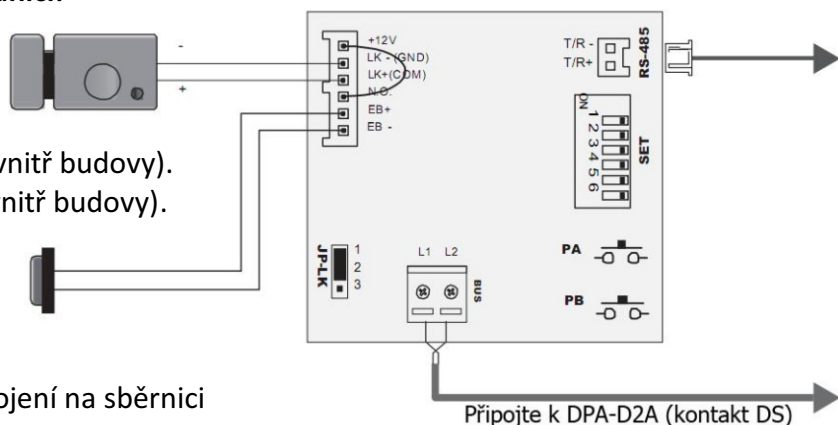 -
+
+12V
LK - (GND)
LK+(COM)
N.O.
EB+
EB -
T/R -
T/R+
RS-485
ON
1
2
3
4
5
6
SET
vnitř budovy).
nitř budovy).
JP-LK
1
2
3
L1 L2
BUS
PA
PB
ojení na sběrnici
Připojte k DPA-D2A (kontakt DS)